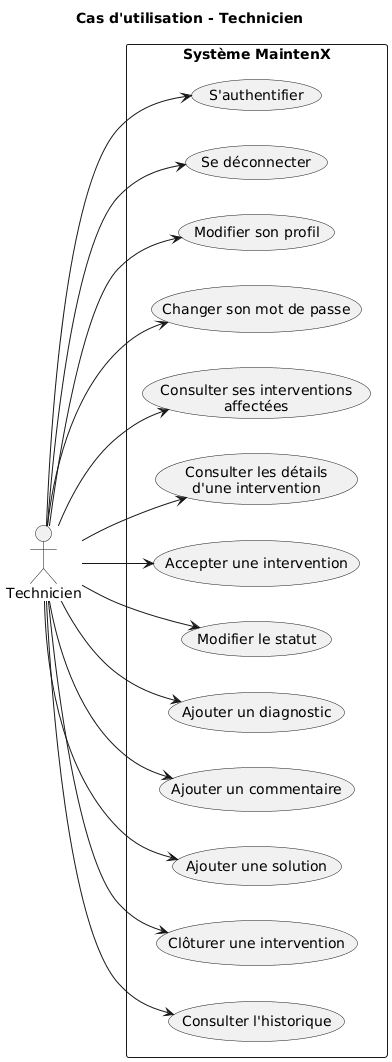 Cas d'utilisation - Technicien
Système MaintenX
S'authentifier
Se déconnecter
Modifier son profil
Changer son mot de passe
Consulter ses interventions
affectées
Consulter les détails
d'une intervention
Technicien
Accepter une intervention
Modifier le statut
Ajouter un diagnostic
Ajouter un commentaire
Ajouter une solution
Clôturer une intervention
Consulter l'historique